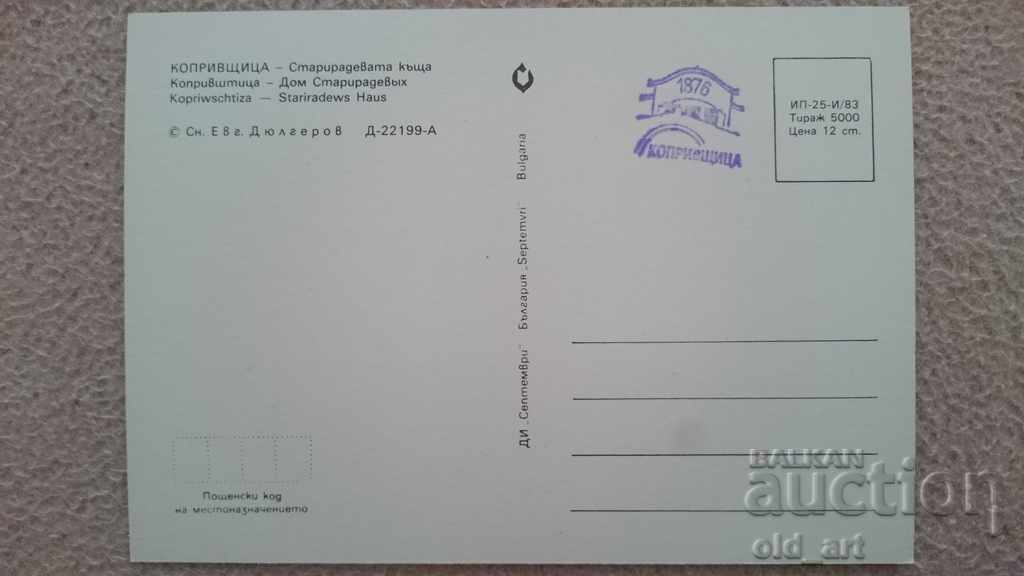 КОПРИВЩИЦА – Старирадевата къща
Копривштица – Дом Старирадевых
Kopriwschtiza — Stariradews Haus
© Сн. Евг. Дюлгеров Д-22199-А
Пощенски код
на местоназначението
ДИ „Септември" България „Septemvri" Bulgaria
1876
КОПРИВЩИЦА
ИП-25-И/83
Тираж 5000
Цена 12 ст.
BALKAN
auction
old_art